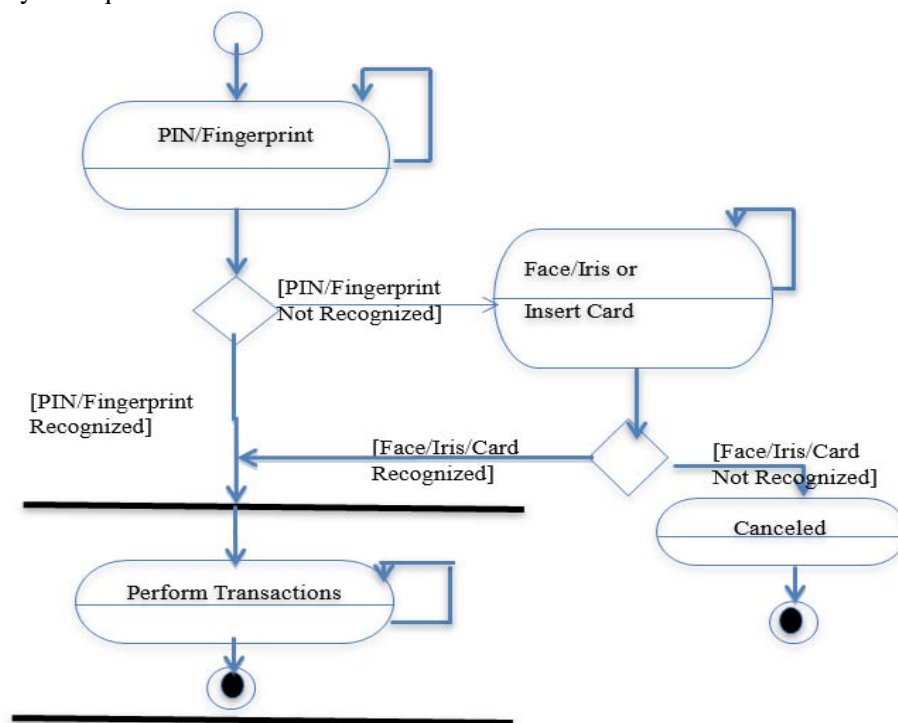 PIN/Fingerprint
Face/Iris or
Insert Card
[PIN/Fingerprint
Not Recognized]
[PIN/Fingerprint
Recognized]
[Face/Iris/Card
Recognized]
[Face/Iris/Card
Not Recognized]
Canceled
Perform Transactions